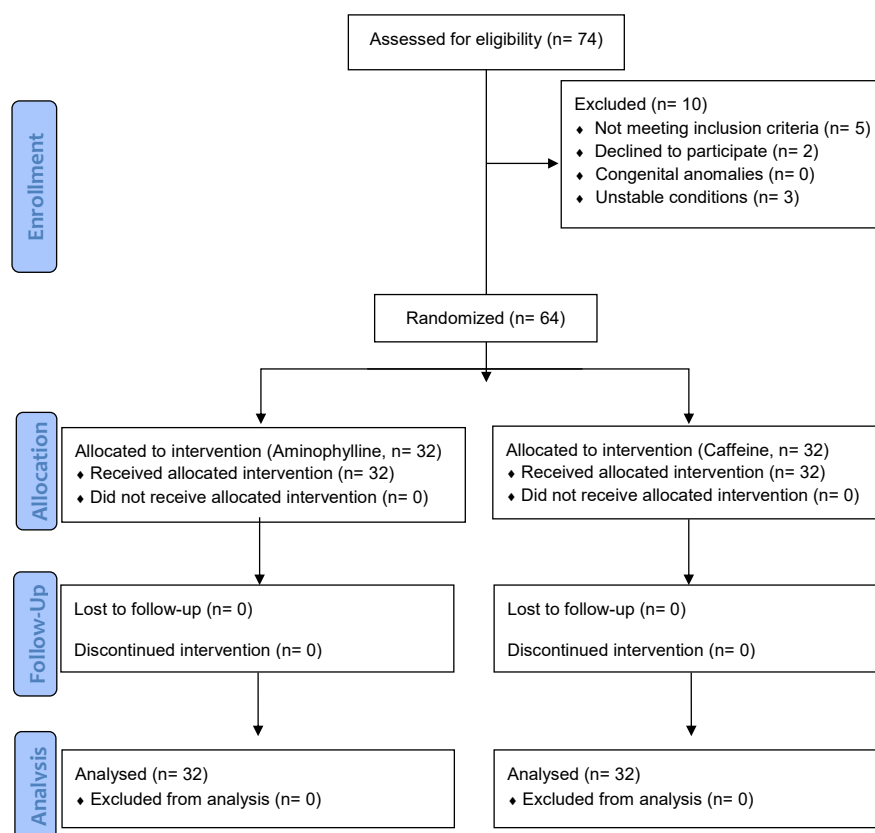 Assessed for eligibility (n= 74)
Enrollment
Excluded (n= 10)
♦ Not meeting inclusion criteria (n= 5)
♦ Declined to participate (n= 2)
♦ Congenital anomalies (n= 0)
♦ Unstable conditions (n= 3)
Randomized (n= 64)
Allocation
Allocated to intervention (Aminophylline, n= 32)
♦ Received allocated intervention (n= 32)
♦ Did not receive allocated intervention (n= 0)
Allocated to intervention (Caffeine, n= 32)
♦ Received allocated intervention (n= 32)
♦ Did not receive allocated intervention (n= 0)
Follow-Up
Lost to follow-up (n= 0)
Discontinued intervention (n= 0)
Lost to follow-up (n= 0)
Discontinued intervention (n= 0)
Analysis
Analysed (n= 32)
♦ Excluded from analysis (n= 0)
Analysed (n= 32)
♦ Excluded from analysis (n= 0)